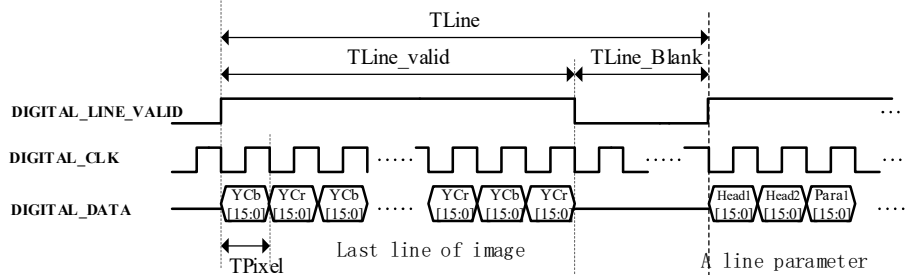 TLine
TLine_valid TLine_Blank
DIGITAL_LINE_VALID ...
DIGITAL_CLK ..... ..... ...
DIGITAL_DATA YCb [15:0] YCr [15:0] YCb [15:0] ..... YCr [15:0] YCb [15:0] YCr [15:0] Head1 [15:0] Head2 [15:0] Para1 [15:0] ....
TPixel Last line of image A line parameter